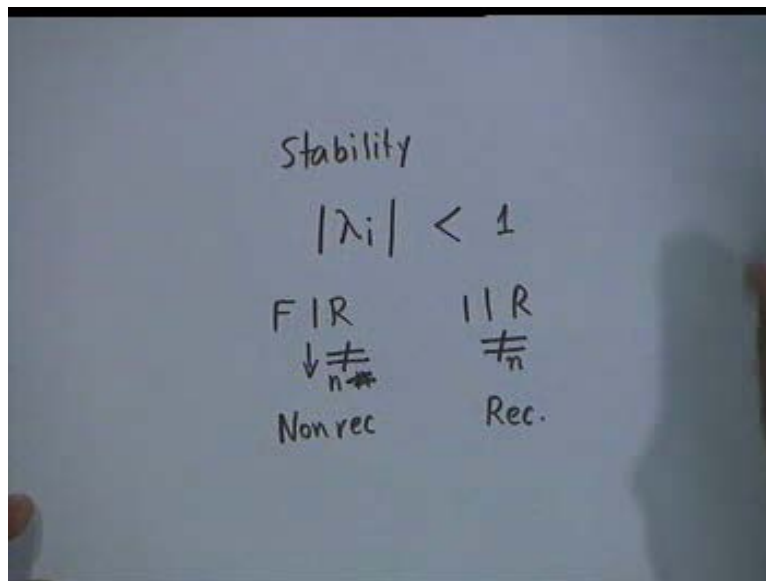 Stability
|λi| < 1
FIR IIR
↓ ≠n ≠n
Nonrec Rec.